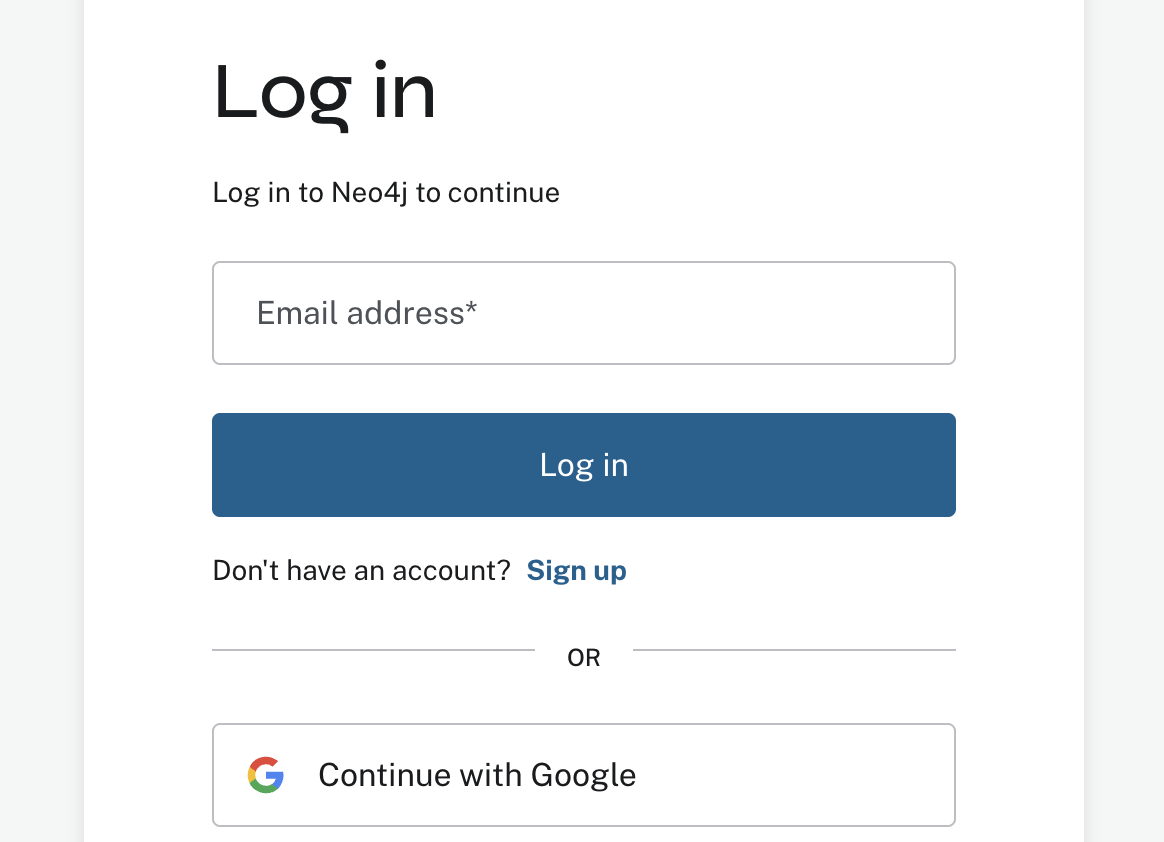 Log in
Log in to Neo4j to continue
Email address*
Log in
Don't have an account? Sign up
OR
Continue with Google